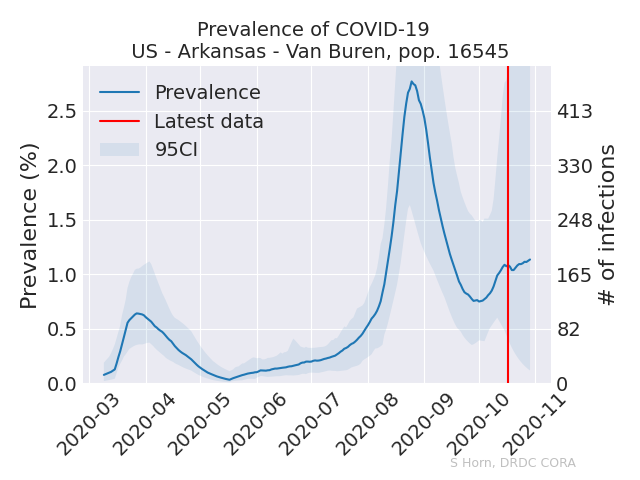 Prevalence of COVID-19
US - Arkansas - Van Buren, pop. 16545
Prevalence
Latest data
95CI
Prevalence (%)
2.5
2.0
1.5
1.0
0.5
0.0
413
330
248
165
82
0
# of infections
2020-03
2020-04
2020-05
2020-06
2020-07
2020-08
2020-09
2020-10
2020-11
S Horn, DRDC CORA